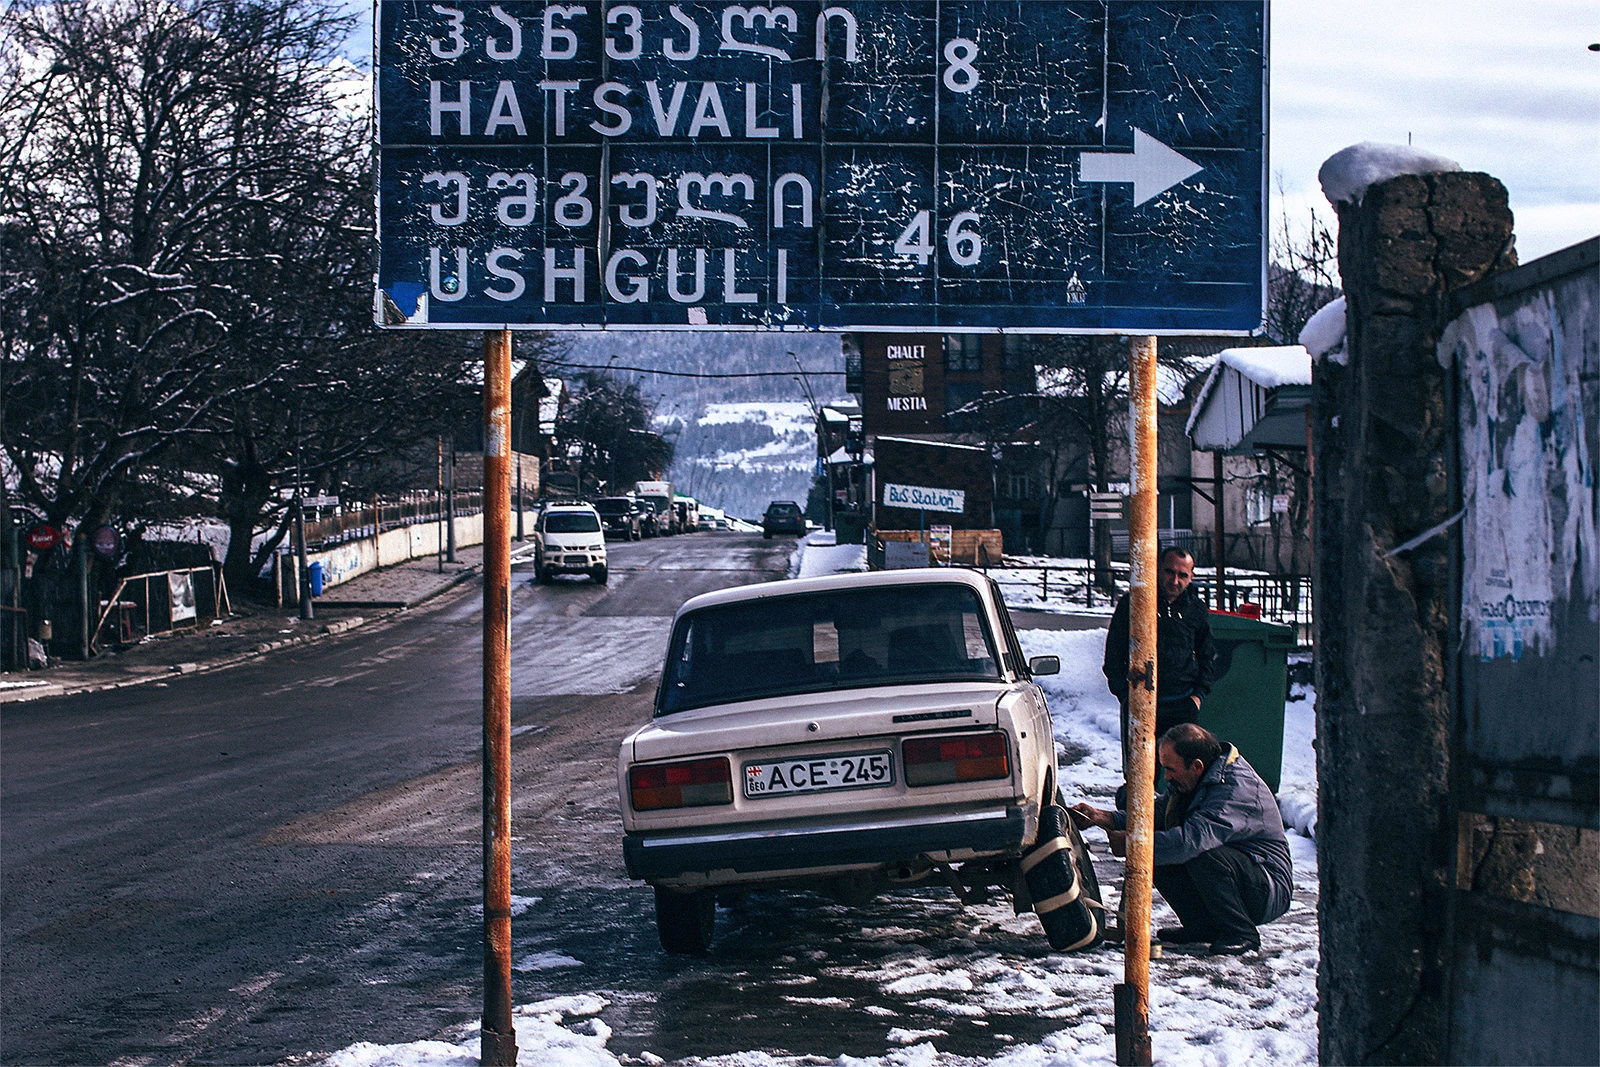 ჰაწვალი 8
HATSVALI
უშგული 46
USHGULI
CHALET
MESTIA
Bus Station
GEO ACE-245